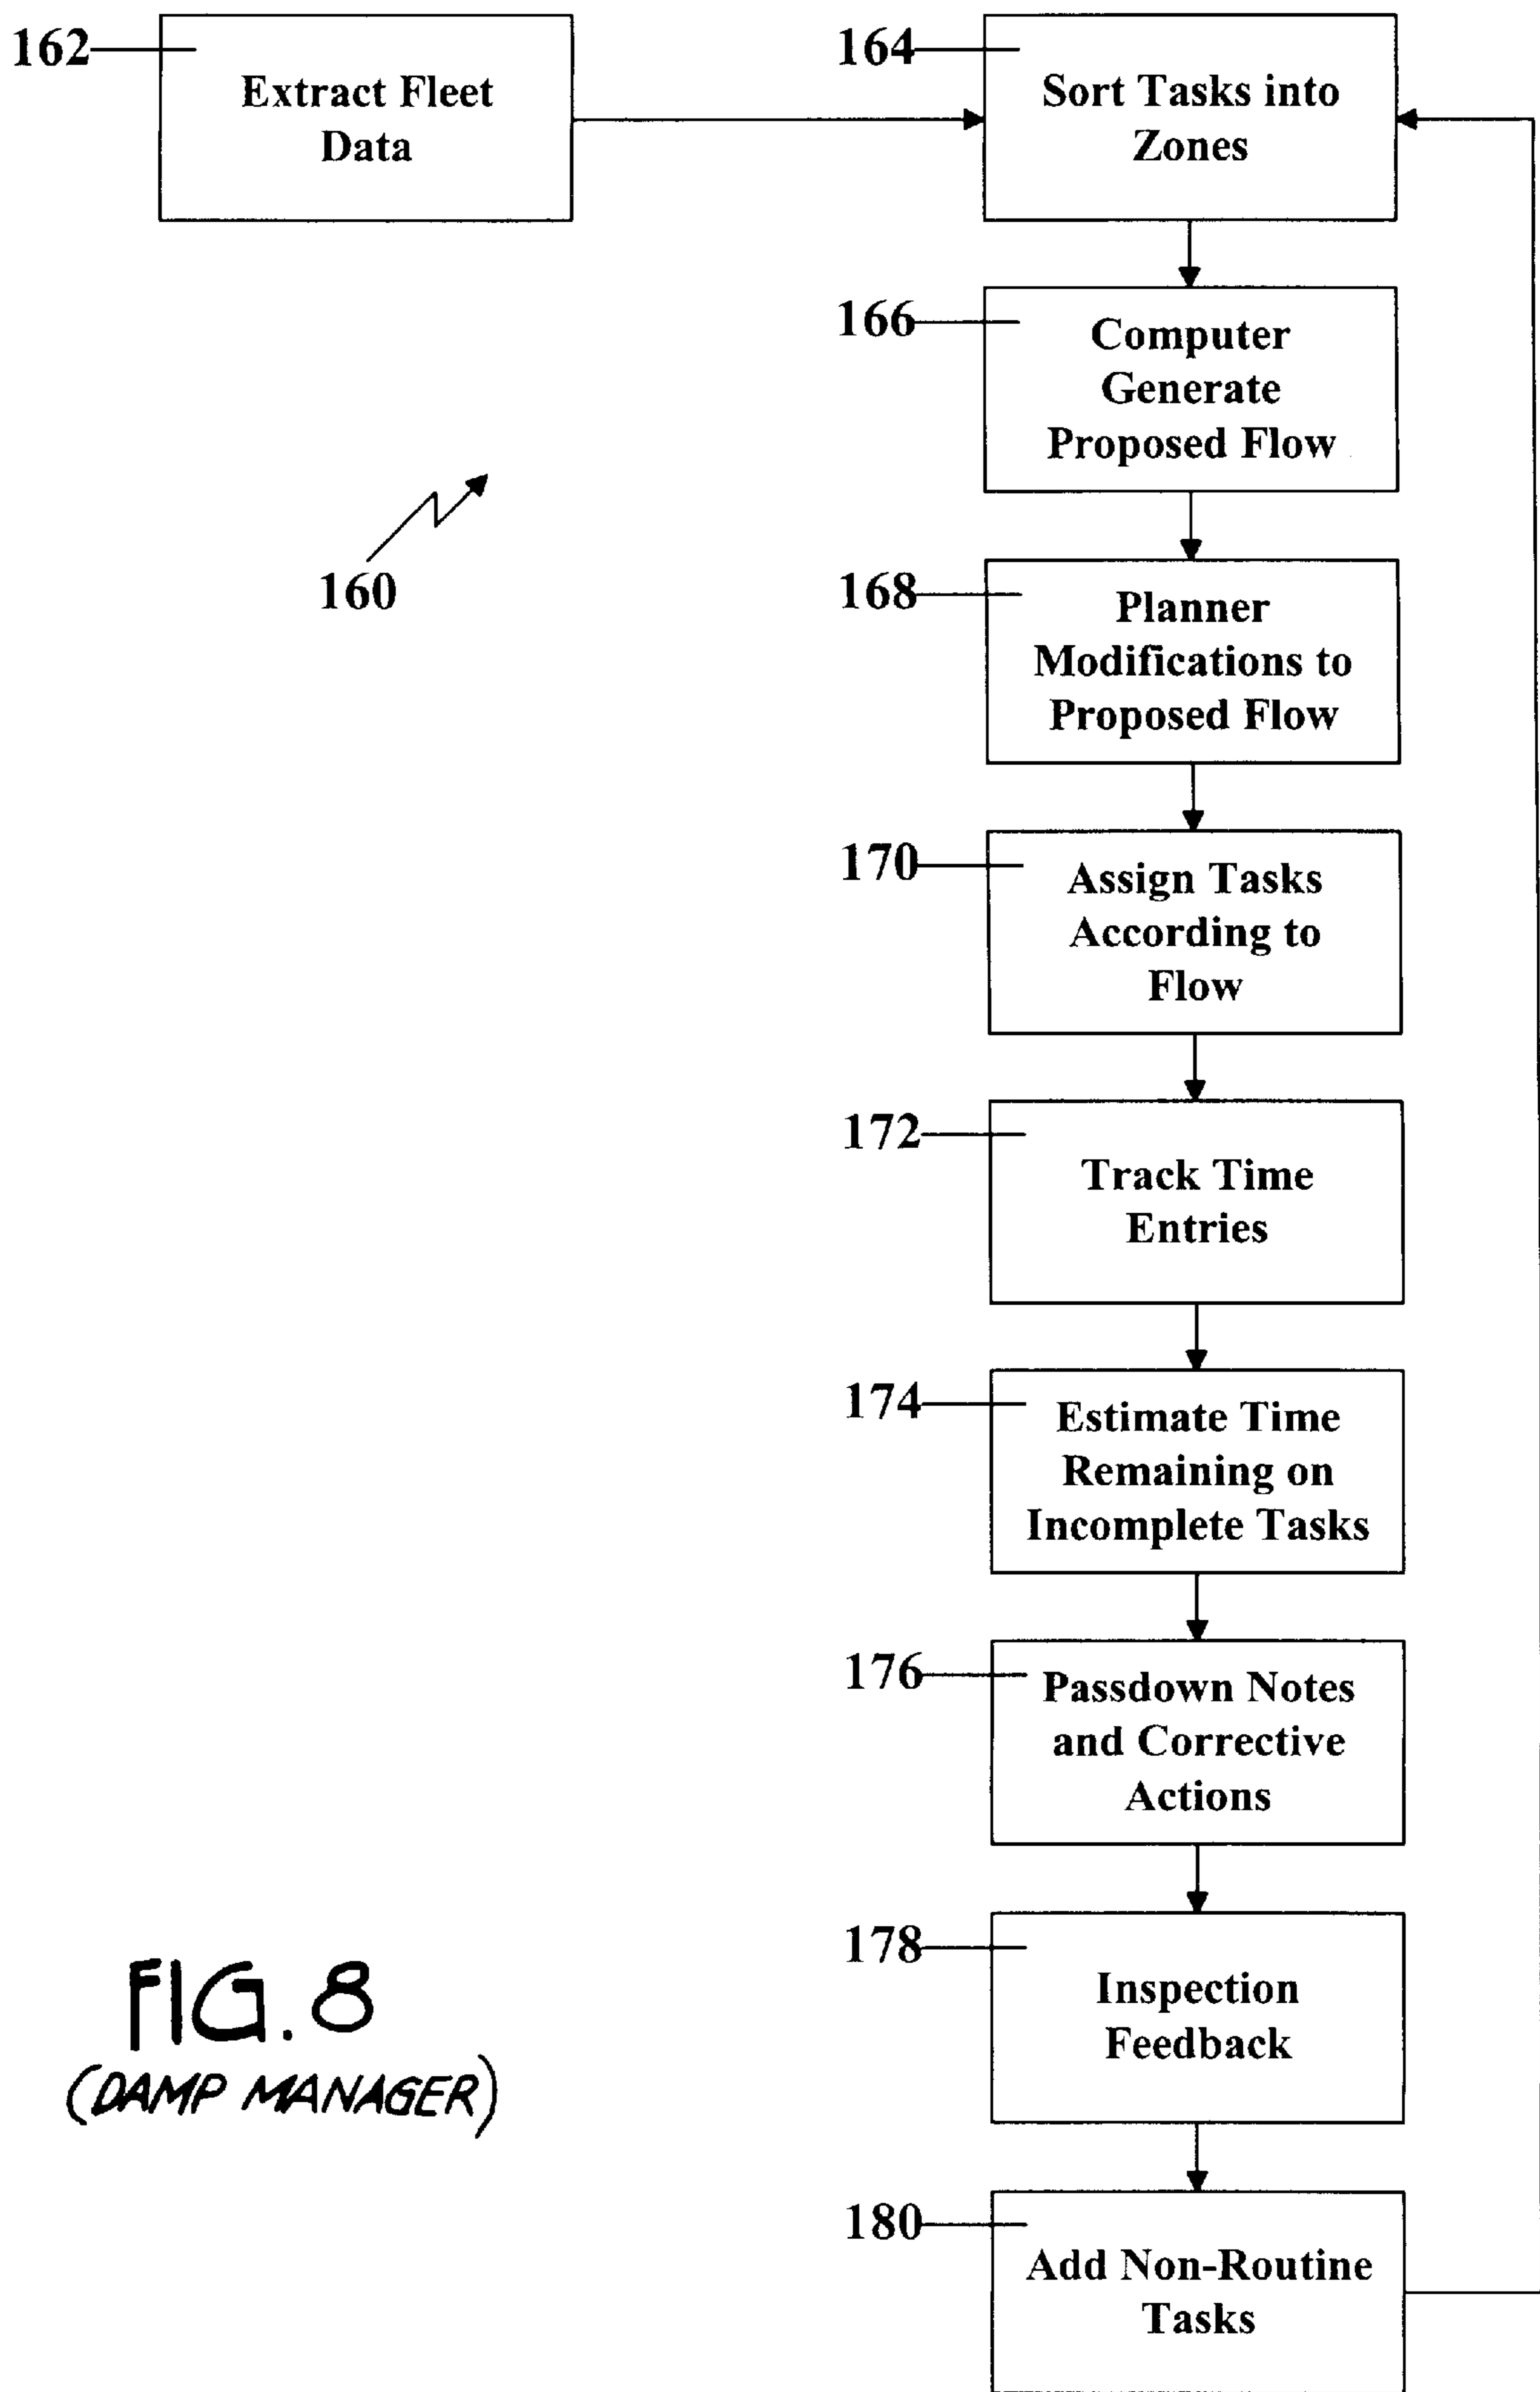 162
Extract Fleet
Data
164
Sort Tasks into
Zones
166
Computer
Generate
Proposed Flow
160
168
Planner
Modifications to
Proposed Flow
170
Assign Tasks
According to
Flow
172
Track Time
Entries
174
Estimate Time
Remaining on
Incomplete Tasks
176
Passdown Notes
and Corrective
Actions
178
Inspection
Feedback
180
Add Non-Routine
Tasks
FIG. 8
(DAMP MANAGER)